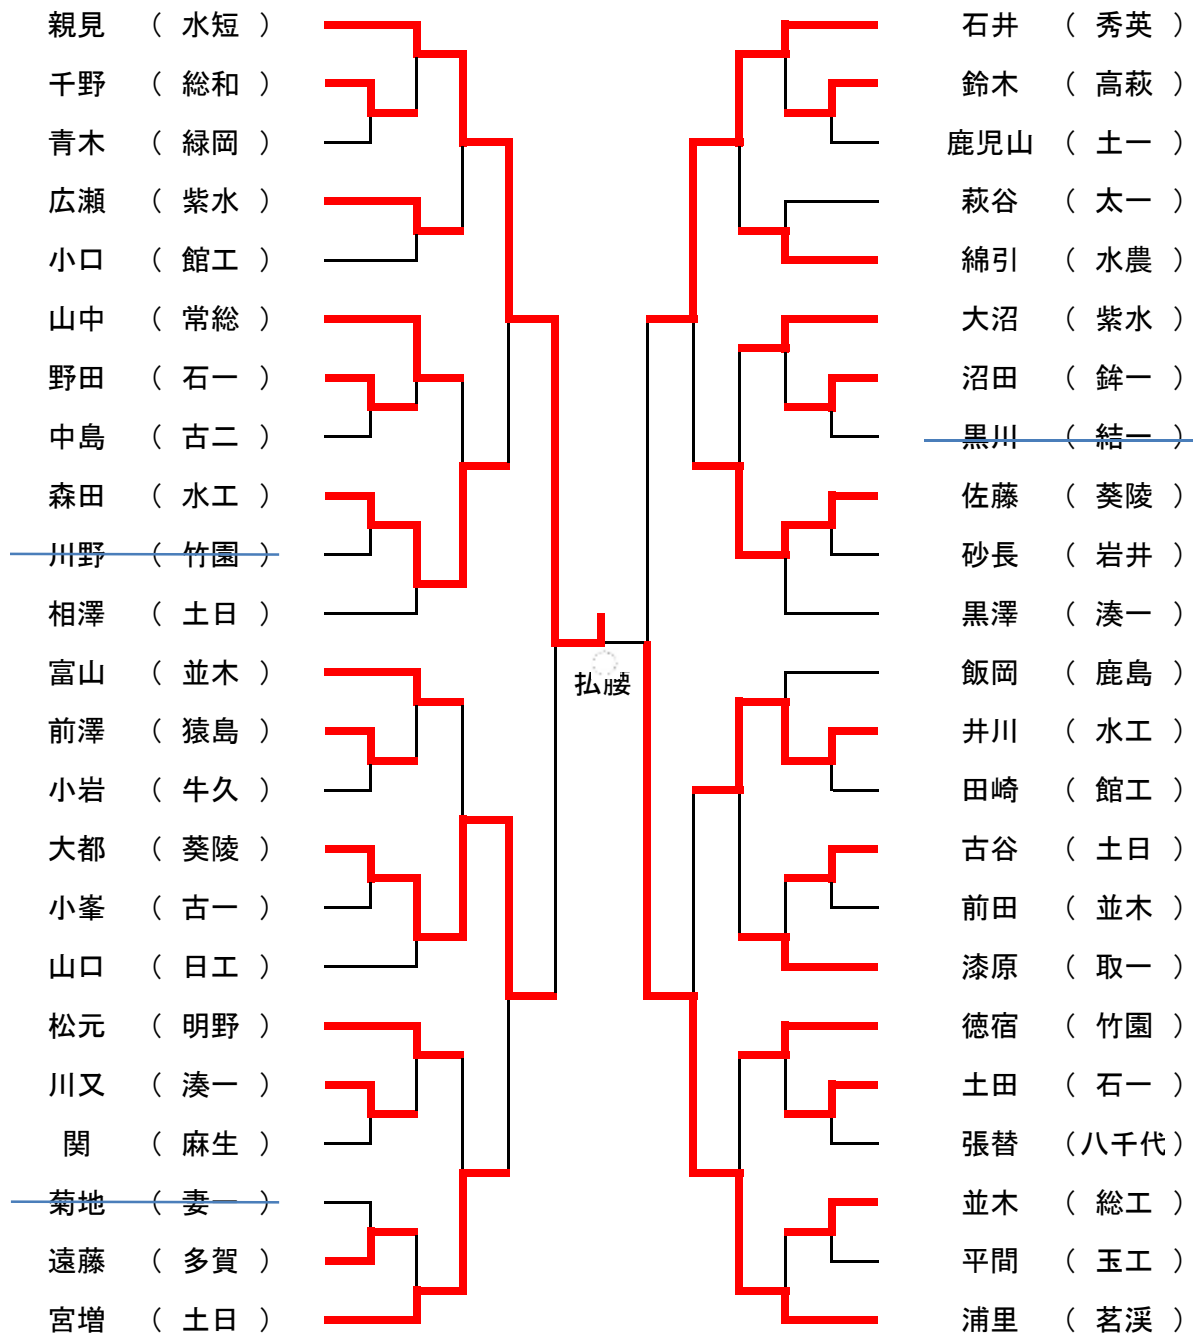 親見 （ 水短 ）
千野 （ 総和 ）
青木 （ 緑岡 ）
広瀬 （ 紫水 ）
小口 （ 館工 ）
山中 （ 常総 ）
野田 （ 石一 ）
中島 （ 古二 ）
森田 （ 水工 ）
川野 （ 竹園 ）
相澤 （ 土日 ）
富山 （ 並木 ）
前澤 （ 猿島 ）
小岩 （ 牛久 ）
大都 （ 葵陵 ）
小峯 （ 古一 ）
山口 （ 日工 ）
松元 （ 明野 ）
川又 （ 湊一 ）
関 （ 麻生 ）
菊地 （ 妻一 ）
遠藤 （ 多賀 ）
宮増 （ 土日 ）
払腰
石井 （ 秀英 ）
鈴木 （ 高萩 ）
鹿児山 （ 土一 ）
萩谷 （ 太一 ）
綿引 （ 水農 ）
大沼 （ 紫水 ）
沼田 （ 鉾一 ）
黒川 （ 結一 ）
佐藤 （ 葵陵 ）
砂長 （ 岩井 ）
黒澤 （ 湊一 ）
飯岡 （ 鹿島 ）
井川 （ 水工 ）
田崎 （ 館工 ）
古谷 （ 土日 ）
前田 （ 並木 ）
漆原 （ 取一 ）
徳宿 （ 竹園 ）
土田 （ 石一 ）
張替 （八千代）
並木 （ 総工 ）
平間 （ 玉工 ）
浦里 （ 茗渓 ）